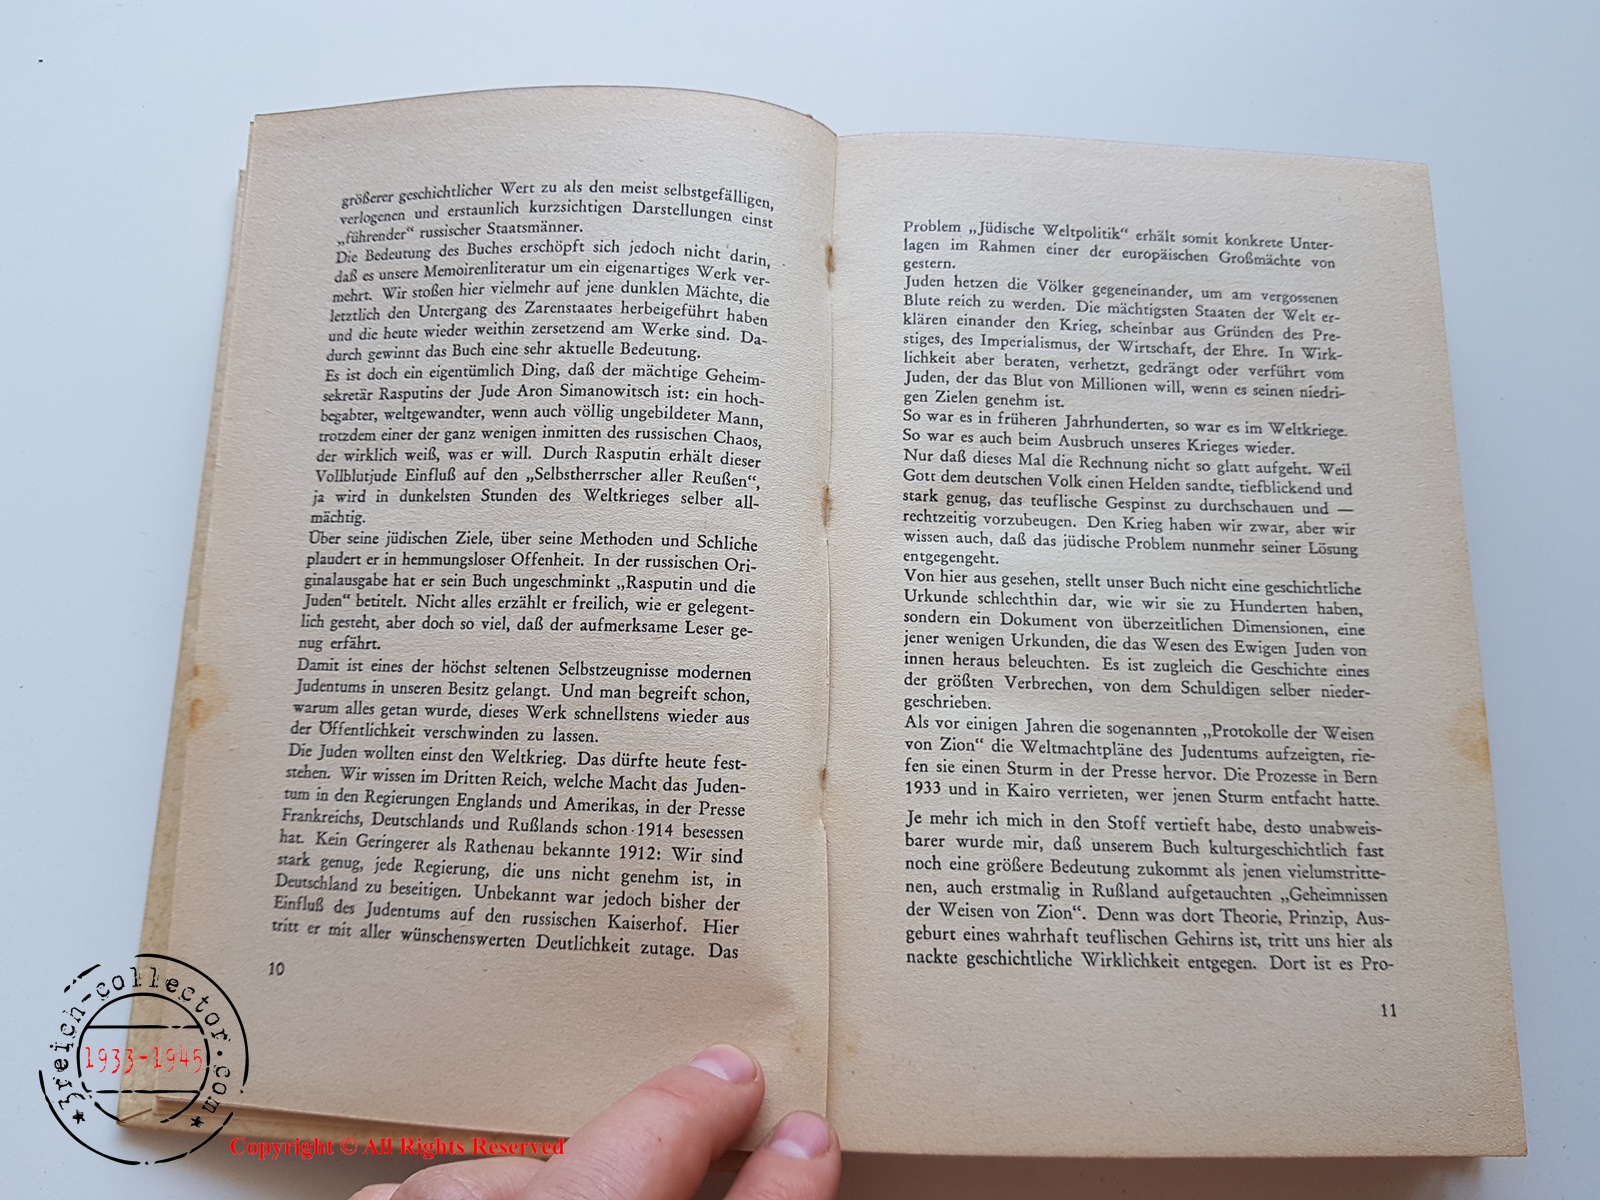 größerer geschichtlicher Wert zu als den meist selbstgefälligen,
verlogenen und erstaunlich kurzsichtigen Darstellungen einst
„führender“ russischer Staatsmänner.
Die Bedeutung des Buches erschöpft sich jedoch nicht darin,
daß es unsere Memoirenliteratur um ein eigenartiges Werk ver-
mehrt. Wir stoßen hier vielmehr auf jene dunklen Mächte, die
letztlich den Untergang des Zarenstaates herbeigeführt haben
und die heute wieder weithin zersetzend am Werke sind. Da-
durch gewinnt das Buch eine sehr aktuelle Bedeutung.
Es ist doch ein eigentümlich Ding, daß der mächtige Geheim-
sekretär Rasputins der Jude Aron Simanowitsch ist: ein hoch-
begabter, weltgewandter, wenn auch völlig ungebildeter Mann,
trotzdem einer der ganz wenigen inmitten des russischen Chaos,
der wirklich weiß, was er will. Durch Rasputin erhält dieser
Vollblutjude Einfluß auf den „Selbstherrscher aller Reußen“,
ja wird in dunkelsten Stunden des Weltkrieges selber all-
mächtig.
Über seine jüdischen Ziele, über seine Methoden und Schliche
plaudert er in hemmungsloser Offenheit. In der russischen Ori-
ginalausgabe hat er sein Buch ungeschminkt „Rasputin und die
Juden“ betitelt. Nicht alles erzählt er freilich, wie er gelegent-
lich gesteht, aber doch so viel, daß der aufmerksame Leser ge-
nug erfährt.
Damit ist eines der höchst seltenen Selbstzeugnisse modernen
Judentums in unseren Besitz gelangt. Und man begreift schon,
warum alles getan wurde, dieses Werk schnellstens wieder aus
der Öffentlichkeit verschwinden zu lassen.
Die Juden wollten einst den Weltkrieg. Das dürfte heute fest-
stehen. Wir wissen im Dritten Reich, welche Macht das Juden-
tum in den Regierungen Englands und Amerikas, in der Presse
Frankreichs, Deutschlands und Rußlands schon 1914 besessen
hat. Kein Geringerer als Rathenau bekannte 1912: Wir sind
stark genug, jede Regierung, die uns nicht genehm ist, in
Deutschland zu beseitigen. Unbekannt war jedoch bisher der
Einfluß des Judentums auf den russischen Kaiserhof. Hier
tritt er mit aller wünschenswerten Deutlichkeit zutage. Das
10
Problem „Jüdische Weltpolitik“ erhält somit konkrete Unter-
lagen im Rahmen einer der europäischen Großmächte von
gestern.
Juden hetzen die Völker gegeneinander, um am vergossenen
Blute reich zu werden. Die mächtigsten Staaten der Welt er-
klären einander den Krieg, scheinbar aus Gründen des Pre-
stiges, des Imperialismus, der Wirtschaft, der Ehre. In Wirk-
lichkeit aber beraten, verhetzt, gedrängt oder verführt vom
Juden, der das Blut von Millionen will, wenn es seinen niedri-
gen Zielen genehm ist.
So war es in früheren Jahrhunderten, so war es im Weltkriege.
So war es auch beim Ausbruch unseres Krieges wieder.
Nur daß dieses Mal die Rechnung nicht so glatt aufgeht. Weil
Gott dem deutschen Volk einen Helden sandte, tiefblickend und
stark genug, das teuflische Gespinst zu durchschauen und —
rechtzeitig vorzubeugen. Den Krieg haben wir zwar, aber wir
wissen auch, daß das jüdische Problem nunmehr seiner Lösung
entgegengeht.
Von hier aus gesehen, stellt unser Buch nicht eine geschichtliche
Urkunde schlechthin dar, wie wir sie zu Hunderten haben,
sondern ein Dokument von überzeitlichen Dimensionen, eine
jener wenigen Urkunden, die das Wesen des Ewigen Juden von
innen heraus beleuchten. Es ist zugleich die Geschichte eines
der größten Verbrechen, von dem Schuldigen selber nieder-
geschrieben.
Als vor einigen Jahren die sogenannten „Protokolle der Weisen
von Zion“ die Weltmachtpläne des Judentums aufzeigten, rie-
fen sie einen Sturm in der Presse hervor. Die Prozesse in Bern
1933 und in Kairo verrieten, wer jenen Sturm entfacht hatte.
Je mehr ich mich in den Stoff vertieft habe, desto unabweis-
barer wurde mir, daß unserem Buch kulturgeschichtlich fast
noch eine größere Bedeutung zukommt als jenen vielumstritte-
nen, auch erstmalig in Rußland aufgetauchten „Geheimnissen
der Weisen von Zion“. Denn was dort Theorie, Prinzip, Aus-
geburt eines wahrhaft teuflischen Gehirns ist, tritt uns hier als
nackte geschichtliche Wirklichkeit entgegen. Dort ist es Pro-
11
3reich-collector.com
1933-1945
Copyright © All Rights Reserved